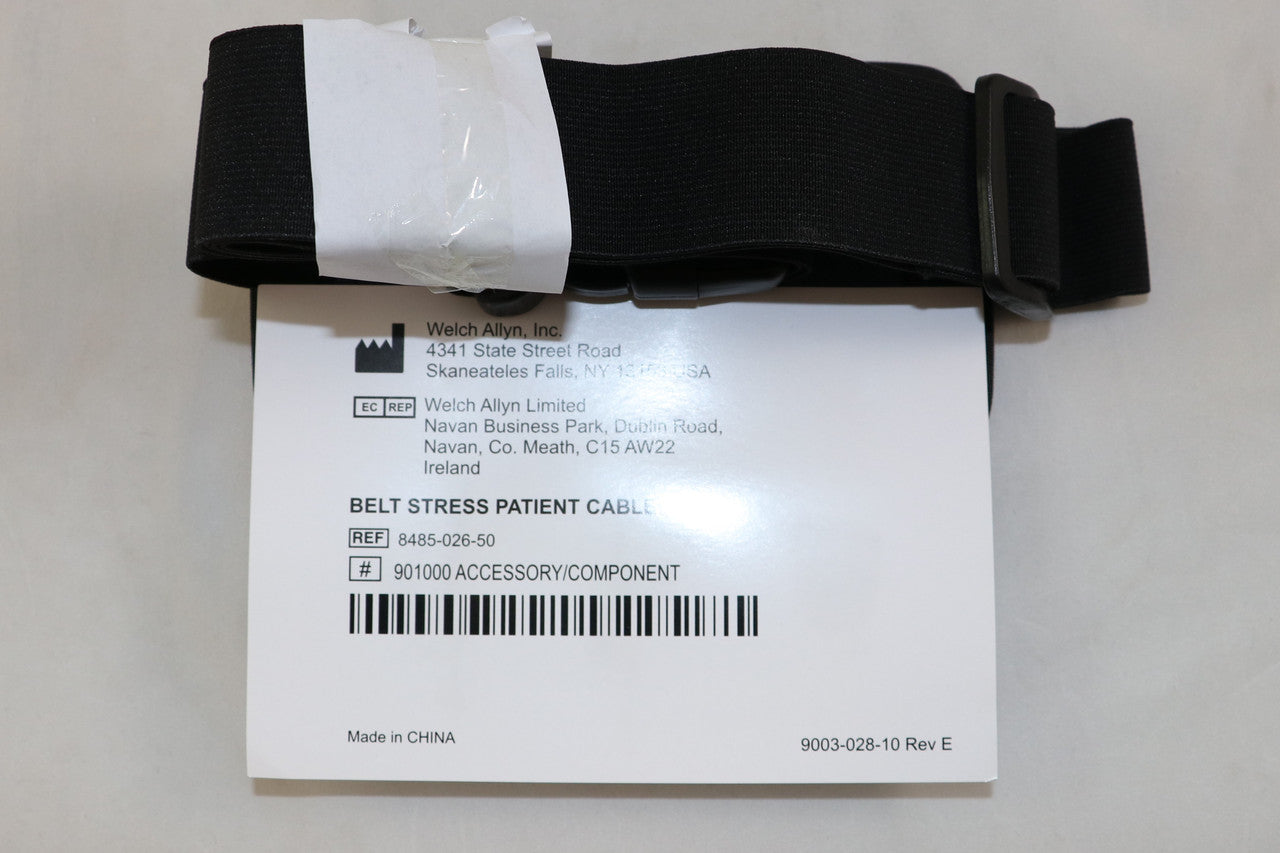 Welch Allyn, Inc.
4341 State Street Road
Skaneateles Falls, NY USA
EC REP
Welch Allyn Limited
Navan Business Park, Dublin Road,
Navan, Co. Meath, C15 AW22
Ireland
BELT STRESS PATIENT CABLE
REF 8485-026-50
# 901000 ACCESSORY/COMPONENT
Made in CHINA
9003-028-10 Rev E